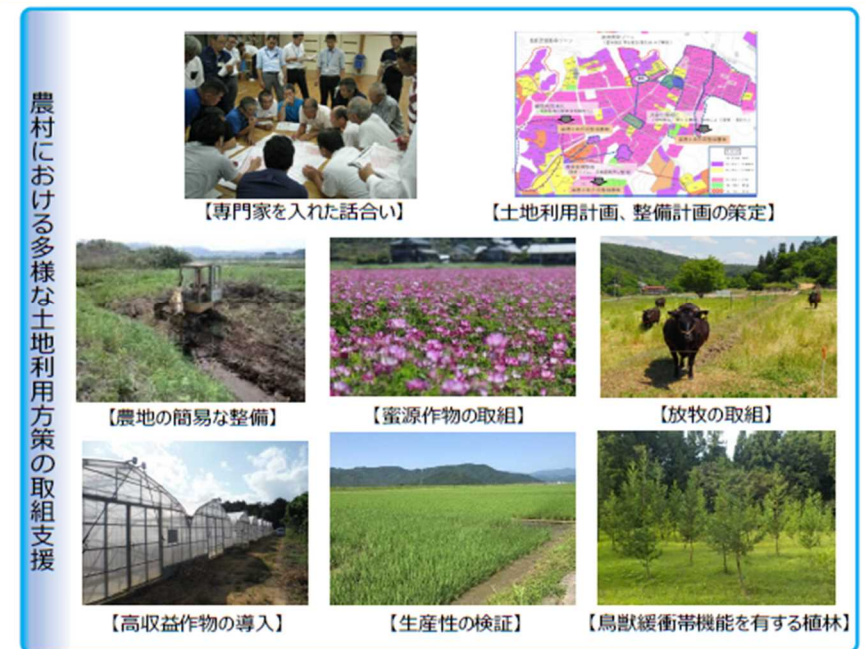 農村における多様な土地利用方策の取組支援
【専門家を入れた話合い】
【土地利用計画、整備計画の策定】
【農地の簡易な整備】
【蜜源作物の取組】
【放牧の取組】
【高収益作物の導入】
【生産性の検証】
【鳥獣緩衝帯機能を有する植林】